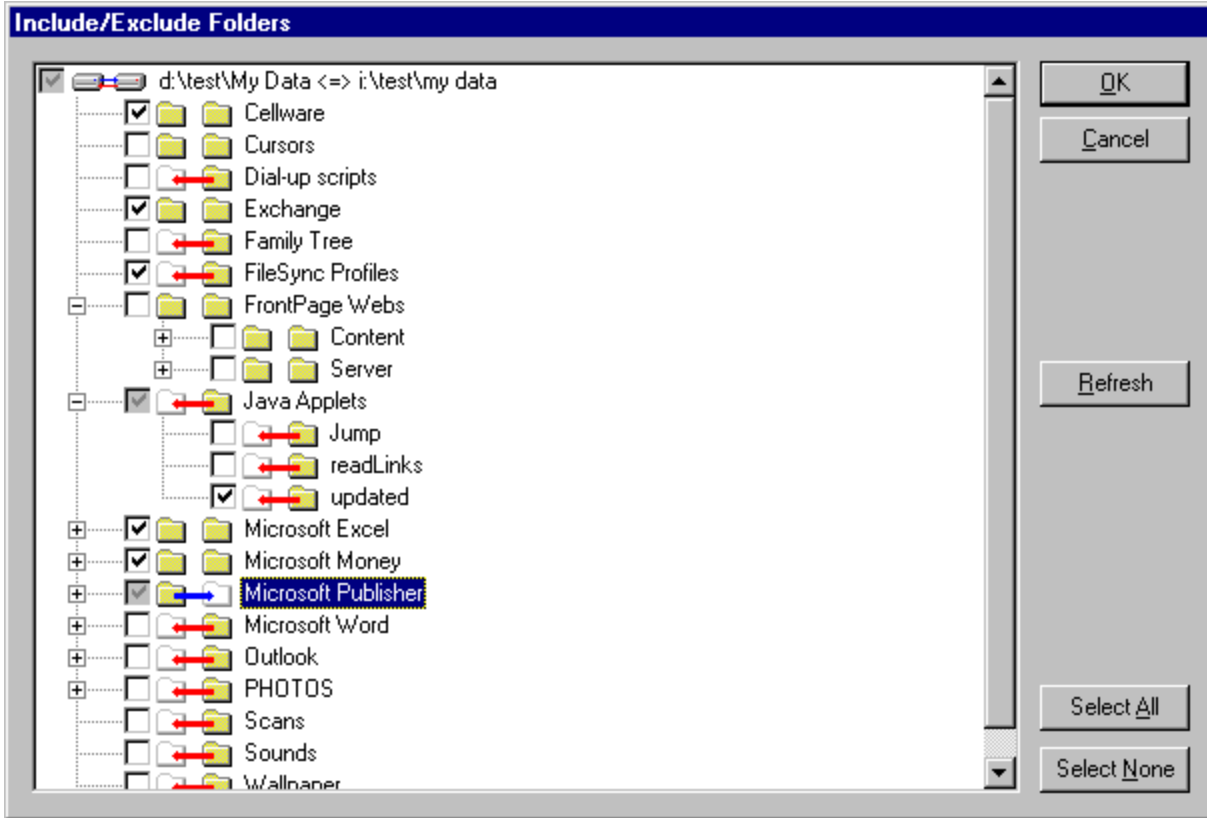 Include/Exclude Folders
d:\test\My Data <=> i:\test\my data
Cellware
Cursors
Dial-up scripts
Exchange
Family Tree
FileSync Profiles
FrontPage Webs
Content
Server
Java Applets
Jump
readLinks
updated
Microsoft Excel
Microsoft Money
Microsoft Publisher
Microsoft Word
Outlook
PHOTOS
Scans
Sounds
Wallpaper
OK
Cancel
Refresh
Select All
Select None